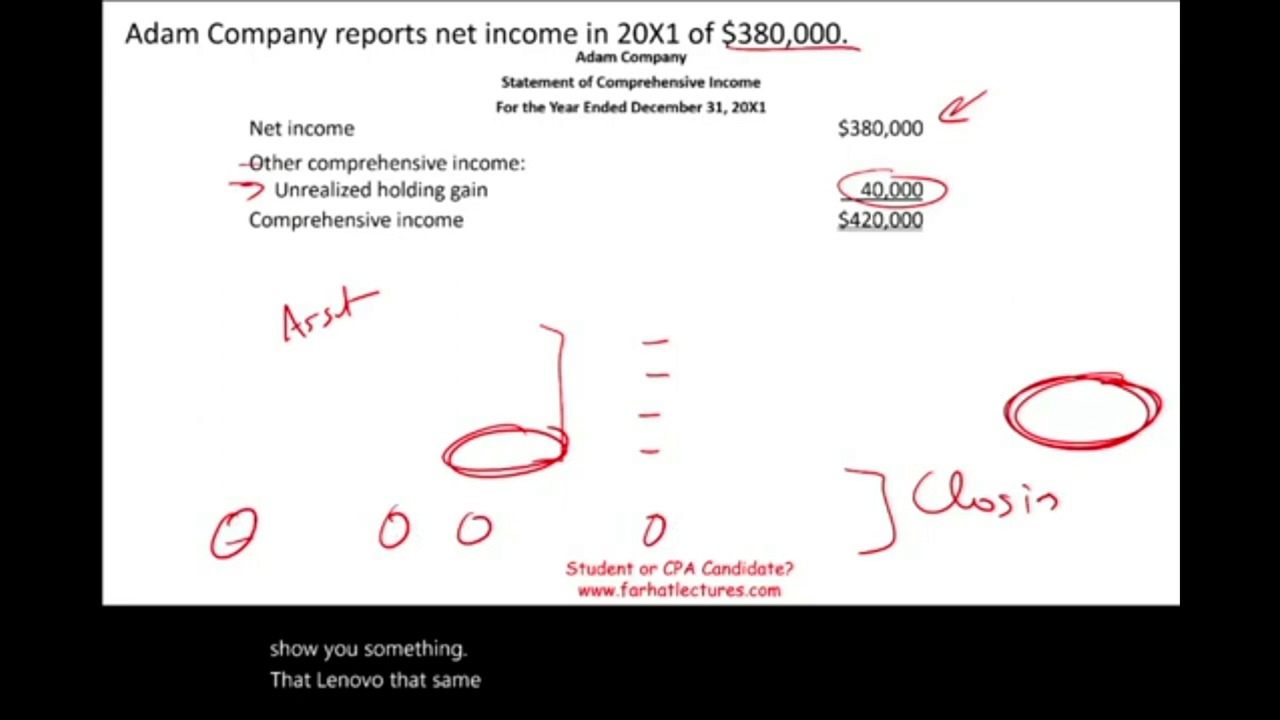 Adam Company reports net income in 20X1 of $380,000.
Adam Company
Statement of Comprehensive Income
For the Year Ended December 31, 20X1
Net income $380,000
Other comprehensive income:
Unrealized holding gain 40,000
Comprehensive income $420,000
Asset
Closin
0 0 0 0
Student or CPA Candidate?
www.farhatlectures.com
show you something.
That Lenovo that same